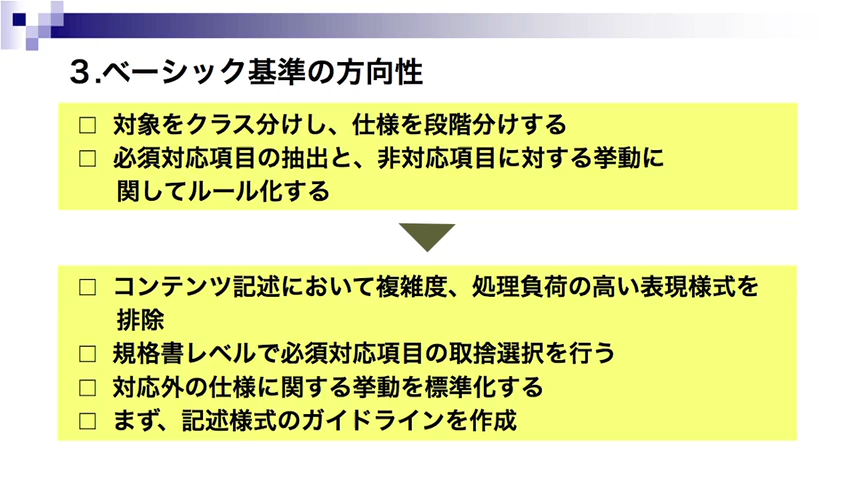 ３.ベーシック基準の方向性
□ 対象をクラス分けし、仕様を段階分けする
□ 必須対応項目の抽出と、非対応項目に対する挙動に
関してルール化する
□ コンテンツ記述において複雑度、処理負荷の高い表現様式を
排除
□ 規格書レベルで必須対応項目の取捨選択を行う
□ 対応外の仕様に関する挙動を標準化する
□ まず、記述様式のガイドラインを作成